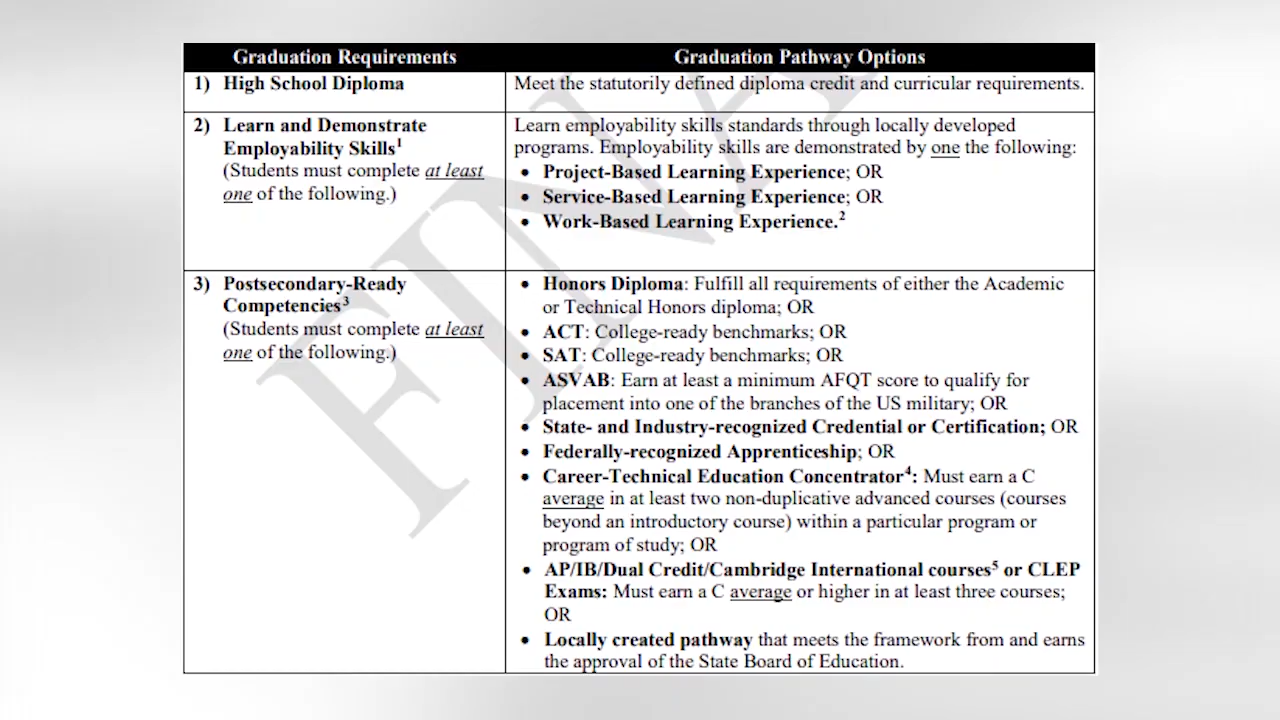 Graduation Requirements
Graduation Pathway Options
1) High School Diploma
Meet the statutorily defined diploma credit and curricular requirements.
2) Learn and Demonstrate
Employability Skills¹
(Students must complete at least
one of the following.)
Learn employability skills standards through locally developed
programs. Employability skills are demonstrated by one the following:
• Project-Based Learning Experience; OR
• Service-Based Learning Experience; OR
• Work-Based Learning Experience.²
3) Postsecondary-Ready
Competencies³
(Students must complete at least
one of the following.)
• Honors Diploma: Fulfill all requirements of either the Academic
or Technical Honors diploma; OR
• ACT: College-ready benchmarks; OR
• SAT: College-ready benchmarks; OR
• ASVAB: Earn at least a minimum AFQT score to qualify for
placement into one of the branches of the US military; OR
• State- and Industry-recognized Credential or Certification; OR
• Federally-recognized Apprenticeship; OR
• Career-Technical Education Concentrator⁴: Must earn a C
average in at least two non-duplicative advanced courses (courses
beyond an introductory course) within a particular program or
program of study; OR
• AP/IB/Dual Credit/Cambridge International courses⁵ or CLEP
Exams: Must earn a C average or higher in at least three courses;
OR
• Locally created pathway that meets the framework from and earns
the approval of the State Board of Education.
FINA